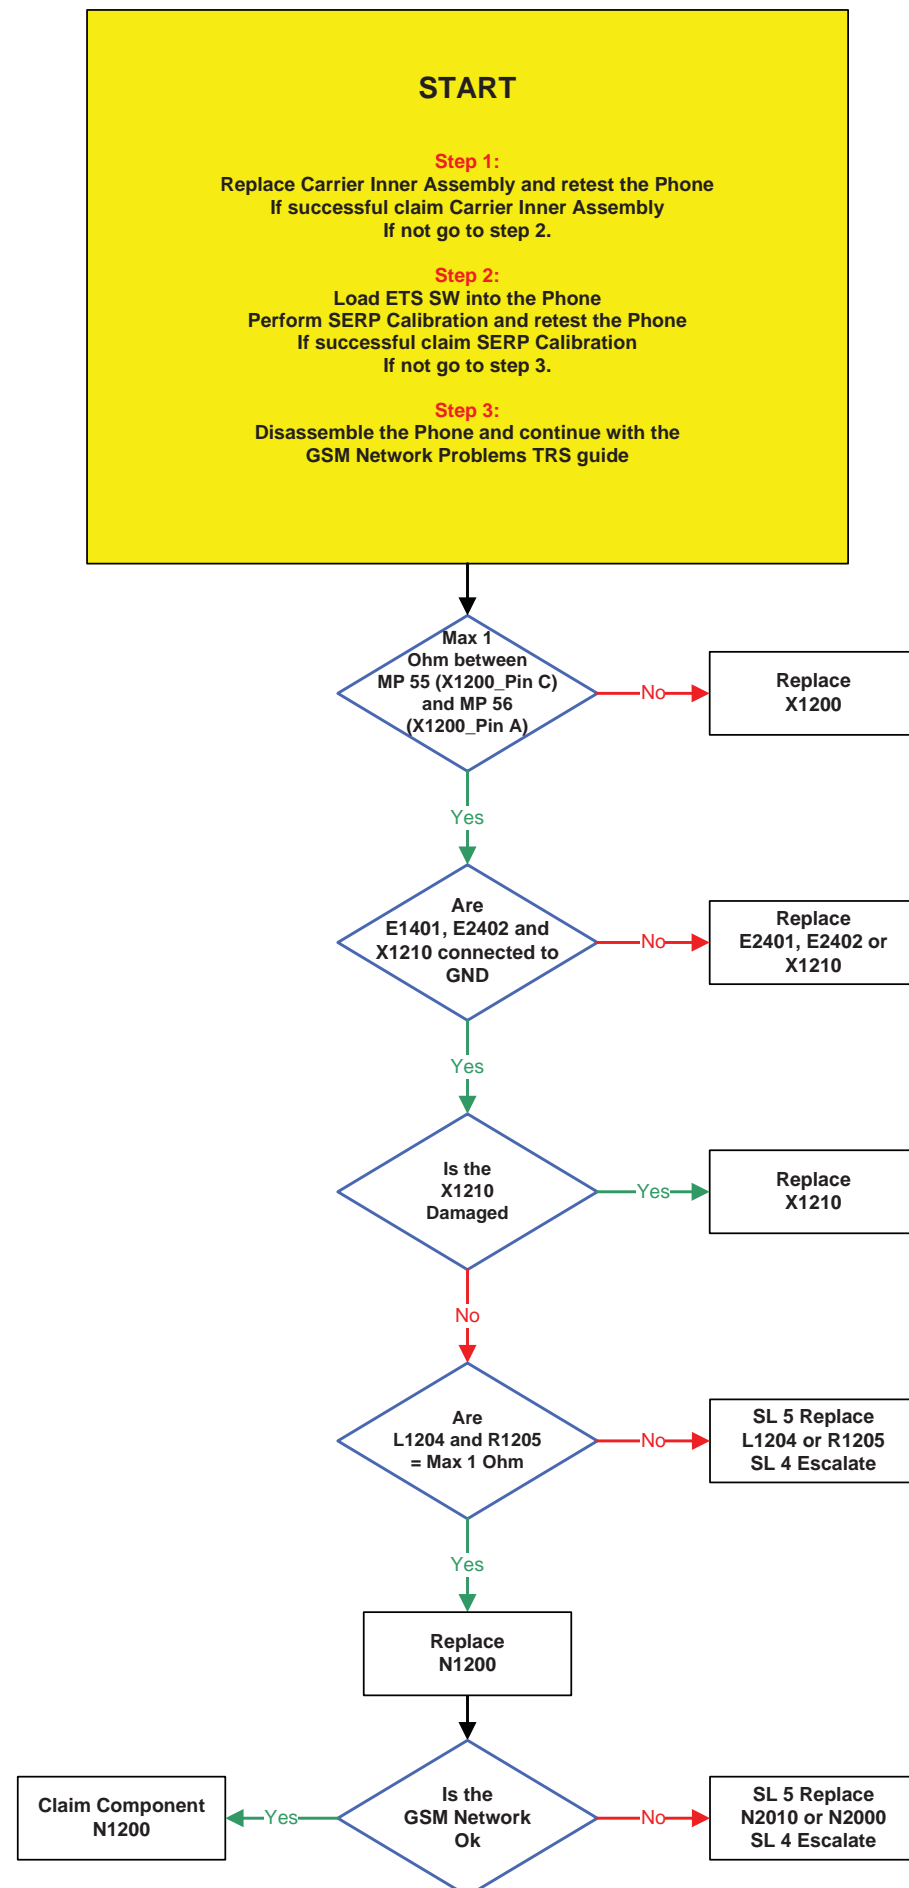 START
Step 1:
Replace Carrier Inner Assembly and retest the Phone
If successful claim Carrier Inner Assembly
If not go to step 2.
Step 2:
Load ETS SW into the Phone
Perform SERP Calibration and retest the Phone
If successful claim SERP Calibration
If not go to step 3.
Step 3:
Disassemble the Phone and continue with the
GSM Network Problems TRS guide
Max 1
Ohm between
MP 55 (X1200_Pin C)
and MP 56
(X1200_Pin A)
No
Replace
X1200
Yes
Are
E1401, E2402 and
X1210 connected to
GND
No
Replace
E2401, E2402 or
X1210
Yes
Is the
X1210
Damaged
Yes
Replace
X1210
No
Are
L1204 and R1205
= Max 1 Ohm
No
SL 5 Replace
L1204 or R1205
SL 4 Escalate
Yes
Replace
N1200
Is the
GSM Network
Ok
Yes
Claim Component
N1200
No
SL 5 Replace
N2010 or N2000
SL 4 Escalate